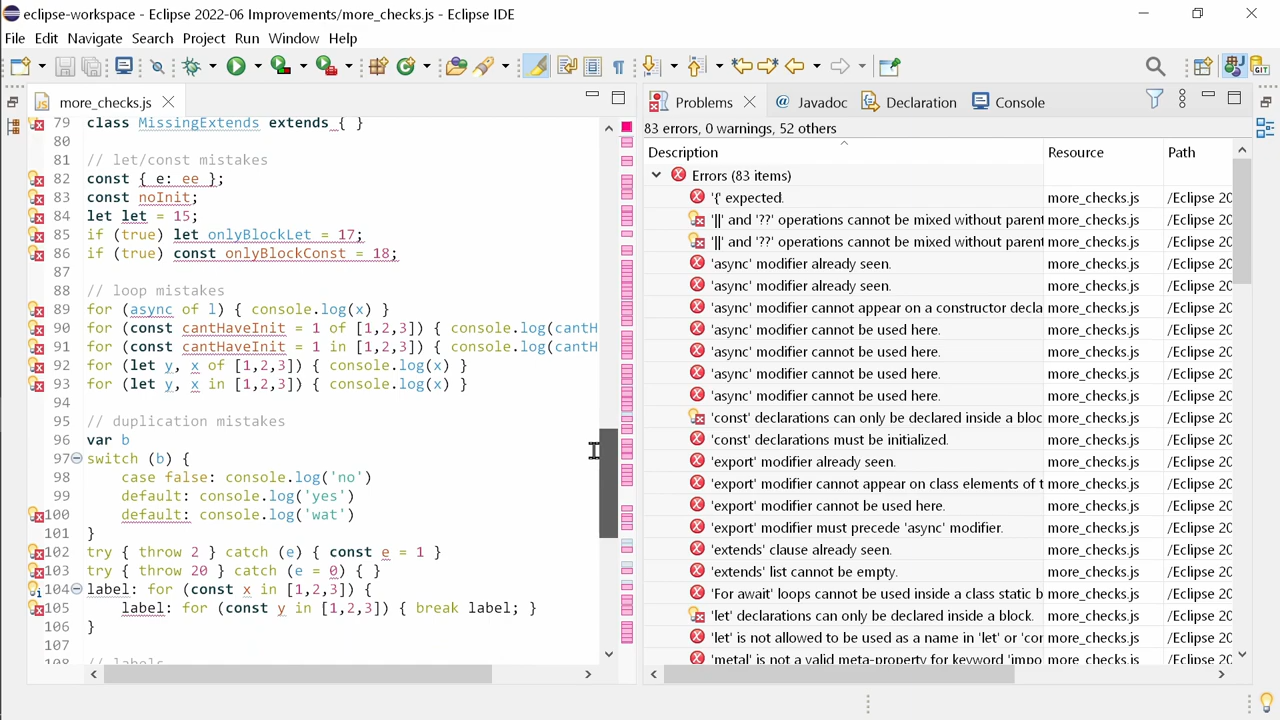 eclipse-workspace - Eclipse 2022-06 Improvements/more_checks.js - Eclipse IDE
File Edit Navigate Search Project Run Window Help
more_checks.js
79 class MissingExtends extends { }
80
81 // let/const mistakes
82 const { e: ee };
83 const noInit;
84 let let = 15;
85 if (true) let onlyBlockLet = 17;
86 if (true) const onlyBlockConst = 18;
87
88 // loop mistakes
89 for (async of l) { console.log(x) }
90 for (const cantHaveInit = 1 of [1,2,3]) { console.log(cantH
91 for (const cantHaveInit = 1 in [1,2,3]) { console.log(cantH
92 for (let y, x of [1,2,3]) { console.log(x) }
93 for (let y, x in [1,2,3]) { console.log(x) }
94
95 // duplication mistakes
96 var b
97 switch (b) {
98 case false: console.log('no')
99 default: console.log('yes')
100 default: console.log('wat')
101 }
102 try { throw 2 } catch (e) { const e = 1 }
103 try { throw 20 } catch (e = 0) { }
104 label: for (const x in [1,2,3]) {
105 label: for (const y in [1,2,3]) { break label; }
106 }
107
108 // labels
Problems Javadoc Declaration Console
83 errors, 0 warnings, 52 others
Description Resource Path
Errors (83 items)
'{' expected. more_checks.js /Eclipse 20
'||' and '??' operations cannot be mixed without parent more_checks.js /Eclipse 20
'||' and '??' operations cannot be mixed without parent more_checks.js /Eclipse 20
'async' modifier already seen. more_checks.js /Eclipse 20
'async' modifier already seen. more_checks.js /Eclipse 20
'async' modifier cannot appear on a constructor decla more_checks.js /Eclipse 20
'async' modifier cannot be used here. more_checks.js /Eclipse 20
'async' modifier cannot be used here. more_checks.js /Eclipse 20
'async' modifier cannot be used here. more_checks.js /Eclipse 20
'async' modifier cannot be used here. more_checks.js /Eclipse 20
'const' declarations can only be declared inside a bloc more_checks.js /Eclipse 20
'const' declarations must be initialized. more_checks.js /Eclipse 20
'export' modifier already seen. more_checks.js /Eclipse 20
'export' modifier cannot appear on class elements of t more_checks.js /Eclipse 20
'export' modifier cannot be used here. more_checks.js /Eclipse 20
'export' modifier must precede 'async' modifier. more_checks.js /Eclipse 20
'extends' clause already seen. more_checks.js /Eclipse 20
'extends' list cannot be empty. more_checks.js /Eclipse 20
'For await' loops cannot be used inside a class static b more_checks.js /Eclipse 20
'let' declarations can only be declared inside a block. more_checks.js /Eclipse 20
'let' is not allowed to be used as a name in 'let' or 'cor more_checks.js /Eclipse 20
'metal' is not a valid meta-property for keyword 'impo more_checks.js /Eclipse 20